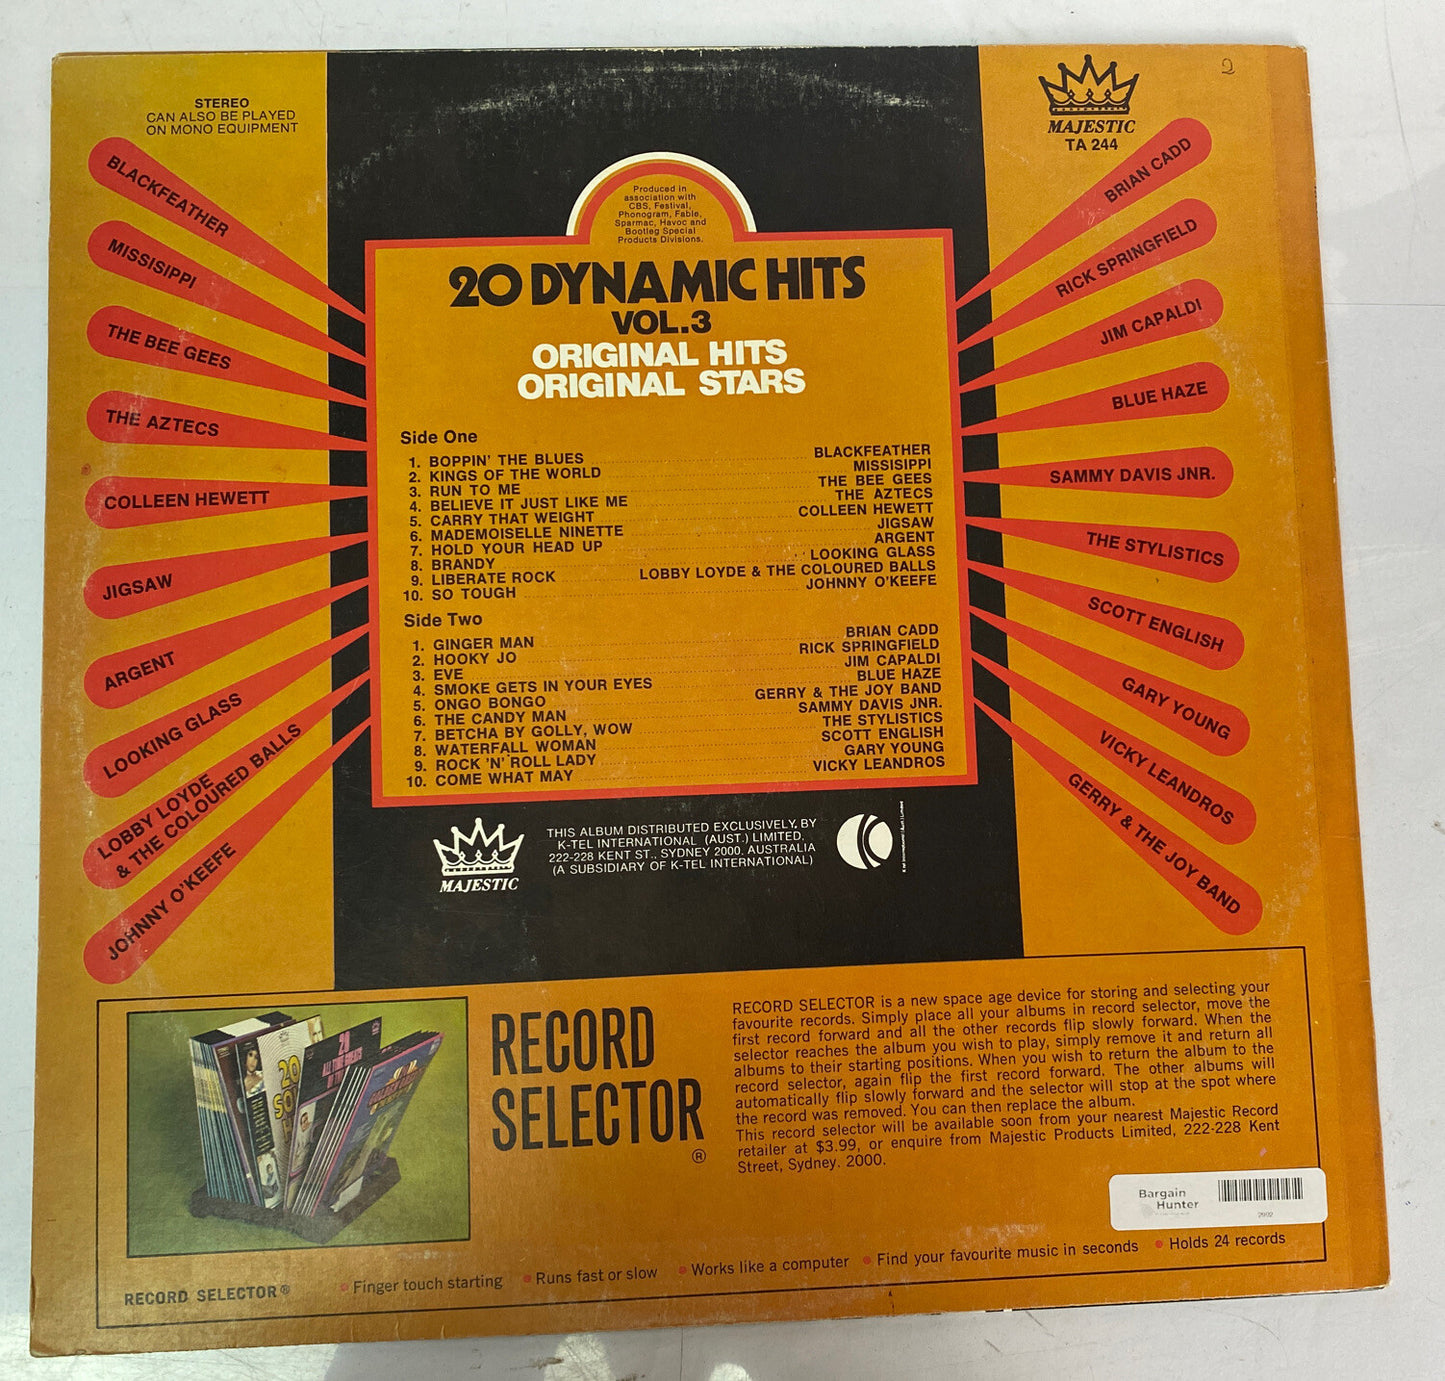 STEREO
CAN ALSO BE PLAYED
ON MONO EQUIPMENT
MAJESTIC
TA 244
2
BLACKFEATHER
MISSISIPPI
THE BEE GEES
THE AZTECS
COLLEEN HEWETT
JIGSAW
ARGENT
LOOKING GLASS
LOBBY LOYDE
& THE COLOURED BALLS
JOHNNY O'KEEFE
BRIAN CADD
RICK SPRINGFIELD
JIM CAPALDI
BLUE HAZE
SAMMY DAVIS JNR.
THE STYLISTICS
SCOTT ENGLISH
GARY YOUNG
VICKY LEANDROS
GERRY & THE JOY BAND
Produced in
association with
CBS, Festival,
Phonogram, Fable,
Sparmac, Havoc and
Bootleg Special
Products Divisions.
20 DYNAMIC HITS
VOL.3
ORIGINAL HITS
ORIGINAL STARS
Side One
1. BOPPIN' THE BLUES BLACKFEATHER
2. KINGS OF THE WORLD MISSISIPPI
3. RUN TO ME THE BEE GEES
4. BELIEVE IT JUST LIKE ME THE AZTECS
5. CARRY THAT WEIGHT COLLEEN HEWETT
6. MADEMOISELLE NINETTE JIGSAW
7. HOLD YOUR HEAD UP ARGENT
8. BRANDY LOOKING GLASS
9. LIBERATE ROCK LOBBY LOYDE & THE COLOURED BALLS
10. SO TOUGH JOHNNY O'KEEFE
Side Two
1. GINGER MAN BRIAN CADD
2. HOOKY JO RICK SPRINGFIELD
3. EVE JIM CAPALDI
4. SMOKE GETS IN YOUR EYES BLUE HAZE
5. ONGO BONGO GERRY & THE JOY BAND
6. THE CANDY MAN SAMMY DAVIS JNR.
7. BETCHA BY GOLLY, WOW THE STYLISTICS
8. WATERFALL WOMAN SCOTT ENGLISH
9. ROCK 'N' ROLL LADY GARY YOUNG
10. COME WHAT MAY VICKY LEANDROS
MAJESTIC
THIS ALBUM DISTRIBUTED EXCLUSIVELY, BY
K-TEL INTERNATIONAL (AUST.) LIMITED,
222-228 KENT ST., SYDNEY 2000, AUSTRALIA
(A SUBSIDIARY OF K-TEL INTERNATIONAL)
RECORD
SELECTOR®
RECORD SELECTOR is a new space age device for storing and selecting your
favourite records. Simply place all your albums in record selector, move the
first record forward and all the other records flip slowly forward. When the
selector reaches the album you wish to play, simply remove it and return all
albums to their starting positions. When you wish to return the album to the
record selector, again flip the first record forward. The other albums will
automatically flip slowly forward and the selector will stop at the spot where
the record was removed. You can then replace the album.
This record selector will be available soon from your nearest Majestic Record
retailer at $3.99, or enquire from Majestic Products Limited, 222-228 Kent
Street, Sydney. 2000.
Bargain
Hunter
RECORD SELECTOR® • Finger touch starting • Runs fast or slow • Works like a computer • Find your favourite music in seconds • Holds 24 records